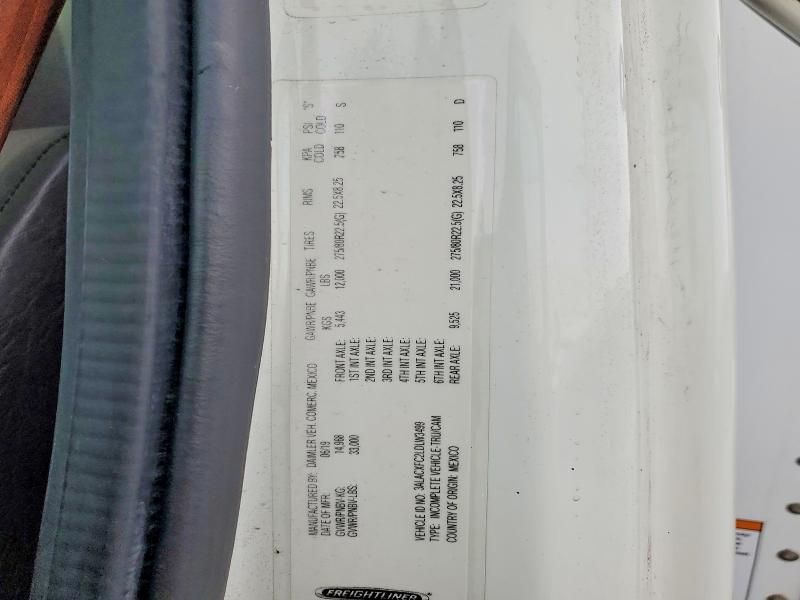 FREIGHTLINER
MANUFACTURED BY: DAIMLER VEH. COMERC. MEXICO
DATE OF MFR: 06/19
GVWR/PNBV-KG: 14,968
GVWR/PNBV-LBS: 33,000
VEHICLE ID NO: 3ALACXFC2LDLW3499
TYPE: INCOMPLETE VEHICLE-TRU/CAM
COUNTRY OF ORIGIN: MEXICO
GAWR/PNBE KGS GAWR/PNBE LBS TIRES RIMS KPA COLD PSI/ COLD "S"
FRONT AXLE: 5,443 12,000 275/80R22.5(G) 22.5X8.25 758 110 S
1ST INT AXLE:
2ND INT AXLE:
3RD INT AXLE:
4TH INT AXLE:
5TH INT AXLE:
6TH INT AXLE:
REAR AXLE: 9,525 21,000 275/80R22.5(G) 22.5X8.25 758 110 D